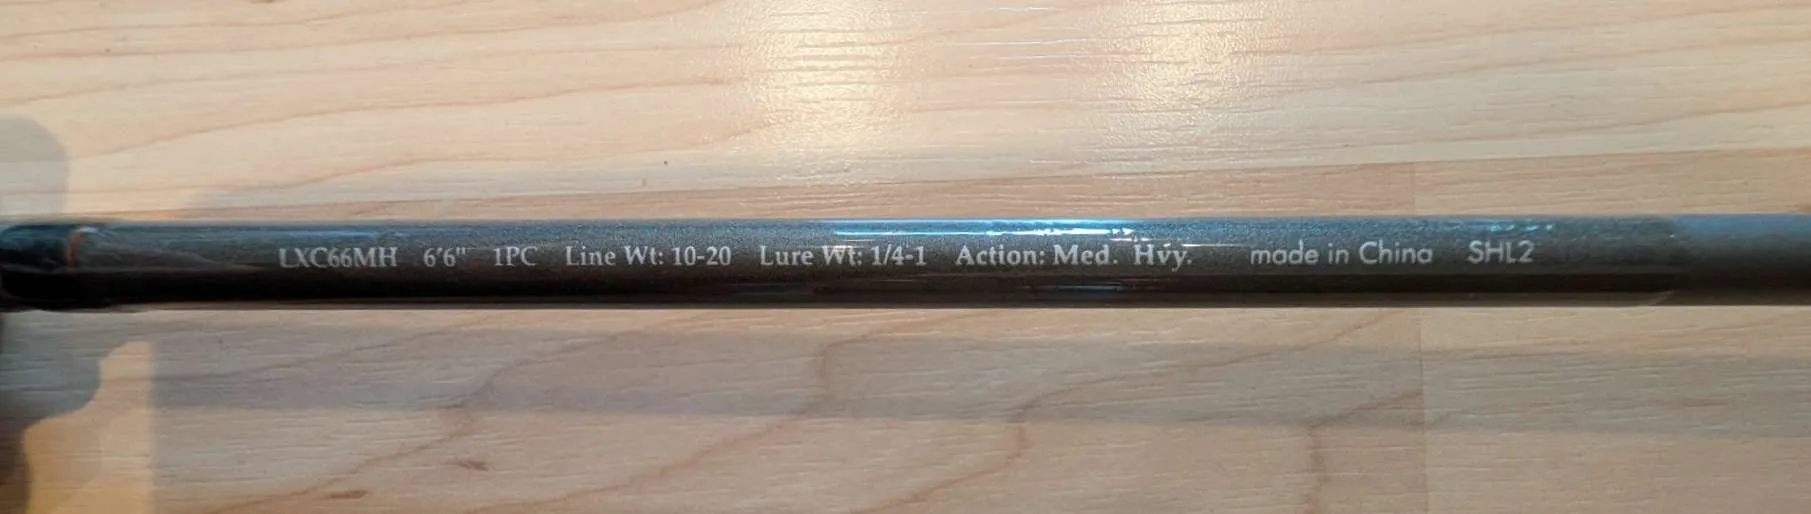 LXC66MH 6'6" 1PC Line Wt: 10-20 Lure Wt: 1/4-1 Action: Med. Hvy. made in China SHL2